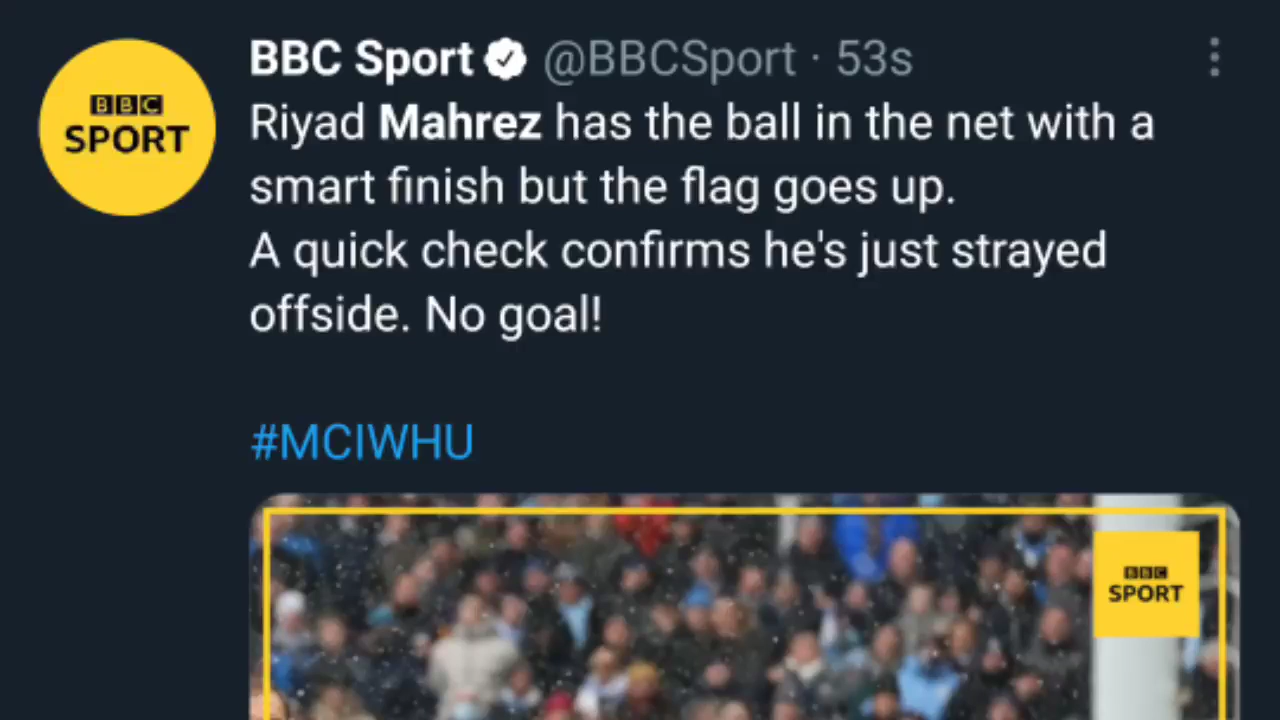 BBC
SPORT
BBC Sport @BBCSport · 53s
Riyad Mahrez has the ball in the net with a
smart finish but the flag goes up.
A quick check confirms he's just strayed
offside. No goal!
#MCIWHU
BBC
SPORT